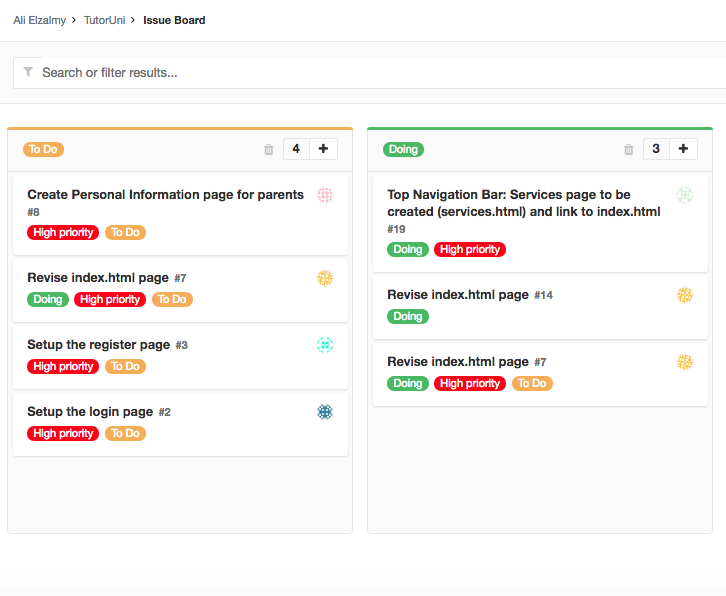 Ali Elzalmy > TutorUni > Issue Board
Search or filter results...
To Do 4 +
Create Personal Information page for parents
#8
High priority To Do
Revise index.html page #7
Doing High priority To Do
Setup the register page #3
High priority To Do
Setup the login page #2
High priority To Do
Doing 3 +
Top Navigation Bar: Services page to be
created (services.html) and link to index.html
#19
Doing High priority
Revise index.html page #14
Doing
Revise index.html page #7
Doing High priority To Do